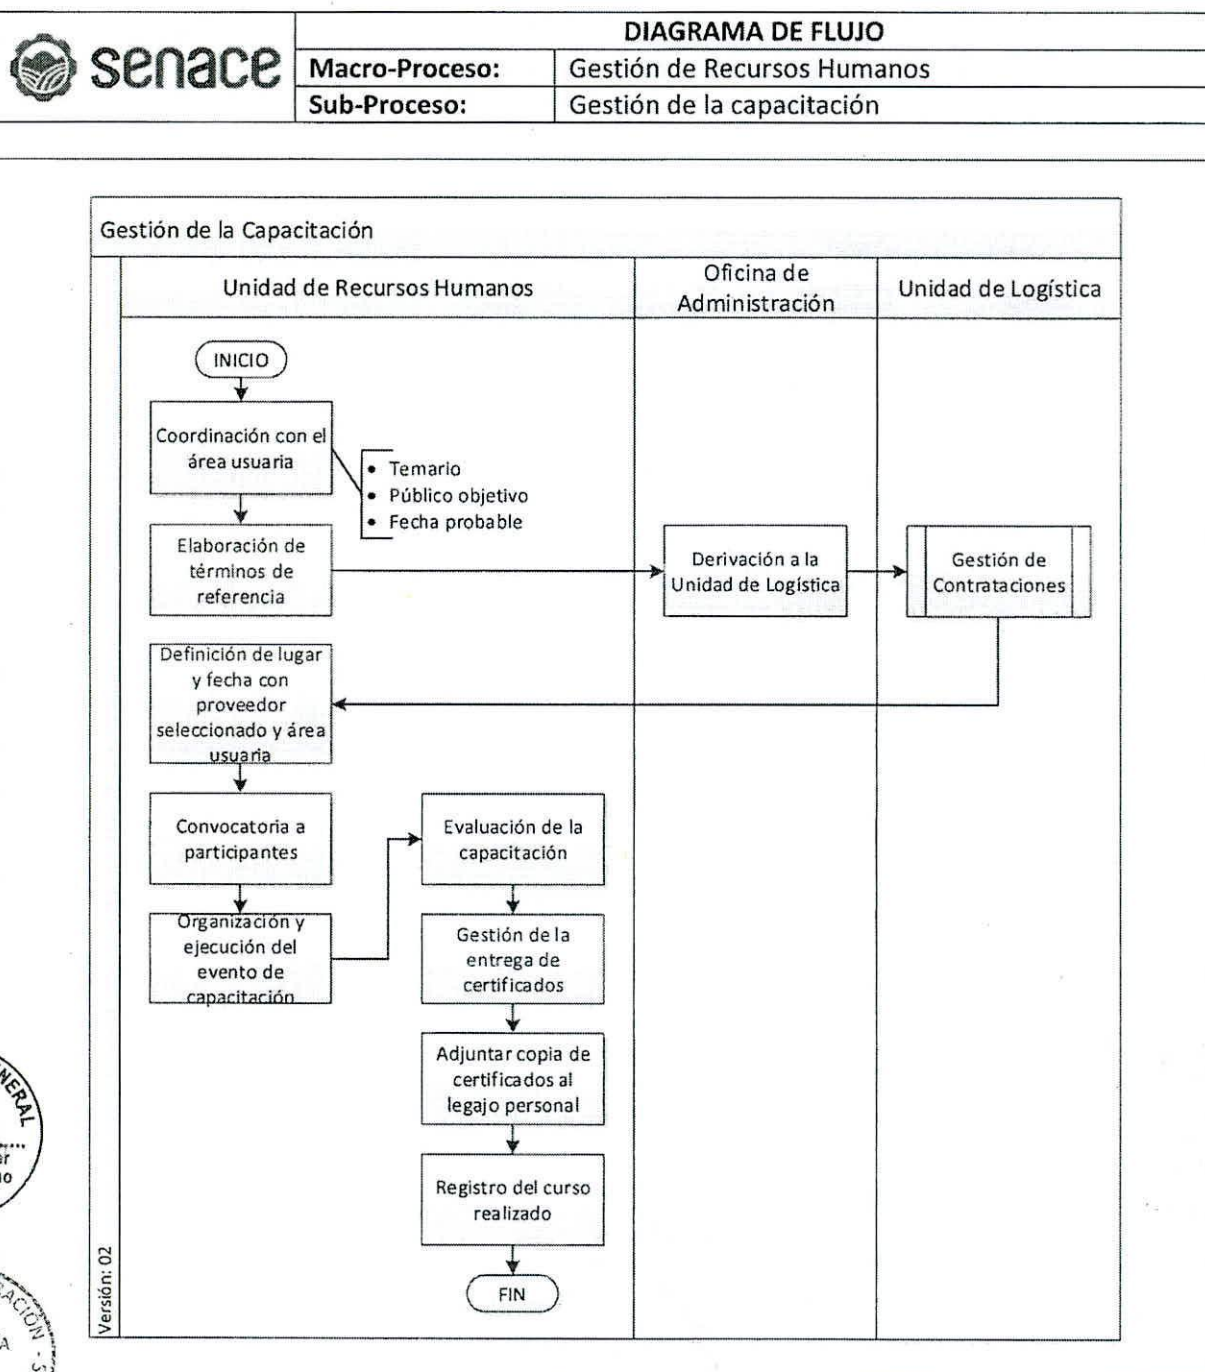 senace
DIAGRAMA DE FLUJO
Macro-Proceso:
Gestión de Recursos Humanos
Sub-Proceso:
Gestión de la capacitación
Gestión de la Capacitación
Unidad de Recursos Humanos
Oficina de
Administración
Unidad de Logística
INICIO
Coordinación con el
área usuaria
• Temario
• Público objetivo
• Fecha probable
Elaboración de
términos de
referencia
Derivación a la
Unidad de Logística
Gestión de
Contrataciones
Definición de lugar
y fecha con
proveedor
seleccionado y área
usuaria
Convocatoria a
participantes
Organización y
ejecución del
evento de
capacitación
Evaluación de la
capacitación
Gestión de la
entrega de
certificados
Adjuntar copia de
certificados al
legajo personal
Registro del curso
realizado
FIN
Versión: 02